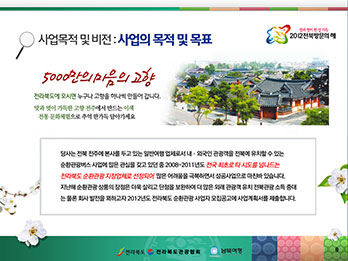 사업목적 및 비전 : 사업의 목적 및 목표
2012전북방문의 해
5000만의 마음의 고향
전라북도에 오시면 누구나 고향을 하나씩 만들어 갑니다.
맛과 멋이 가득한 고향 전주에서 만드는 이색
전통 문화체험으로 추억 한가득 담아가세요
당사는 전북 전주에 본사를 두고 있는 일반여행 업체로서 내 · 외국인 관광객을 전북에 유치할 수 있는
순환관광버스 사업에 많은 관심을 갖고 있던 중 2008~2011년도 전국 최초로 타 시도를 넘나드는
전라북도 순환관광 지정업체로 선정되어 많은 어려움을 극복하면서 성공사업으로 마친바 있습니다.
지난해 순환관광 상품의 장점은 더욱 살리고 단점을 보완하여 더 많은 외래 관광객 유치 전북관광 소득 증대
는 물론 회사 발전을 꾀하고자 2012년도 전라북도 순환관광 사업자 모집공고에 사업계획서를 제출합니다.
전라북도 전라북도관광협회 남북여행